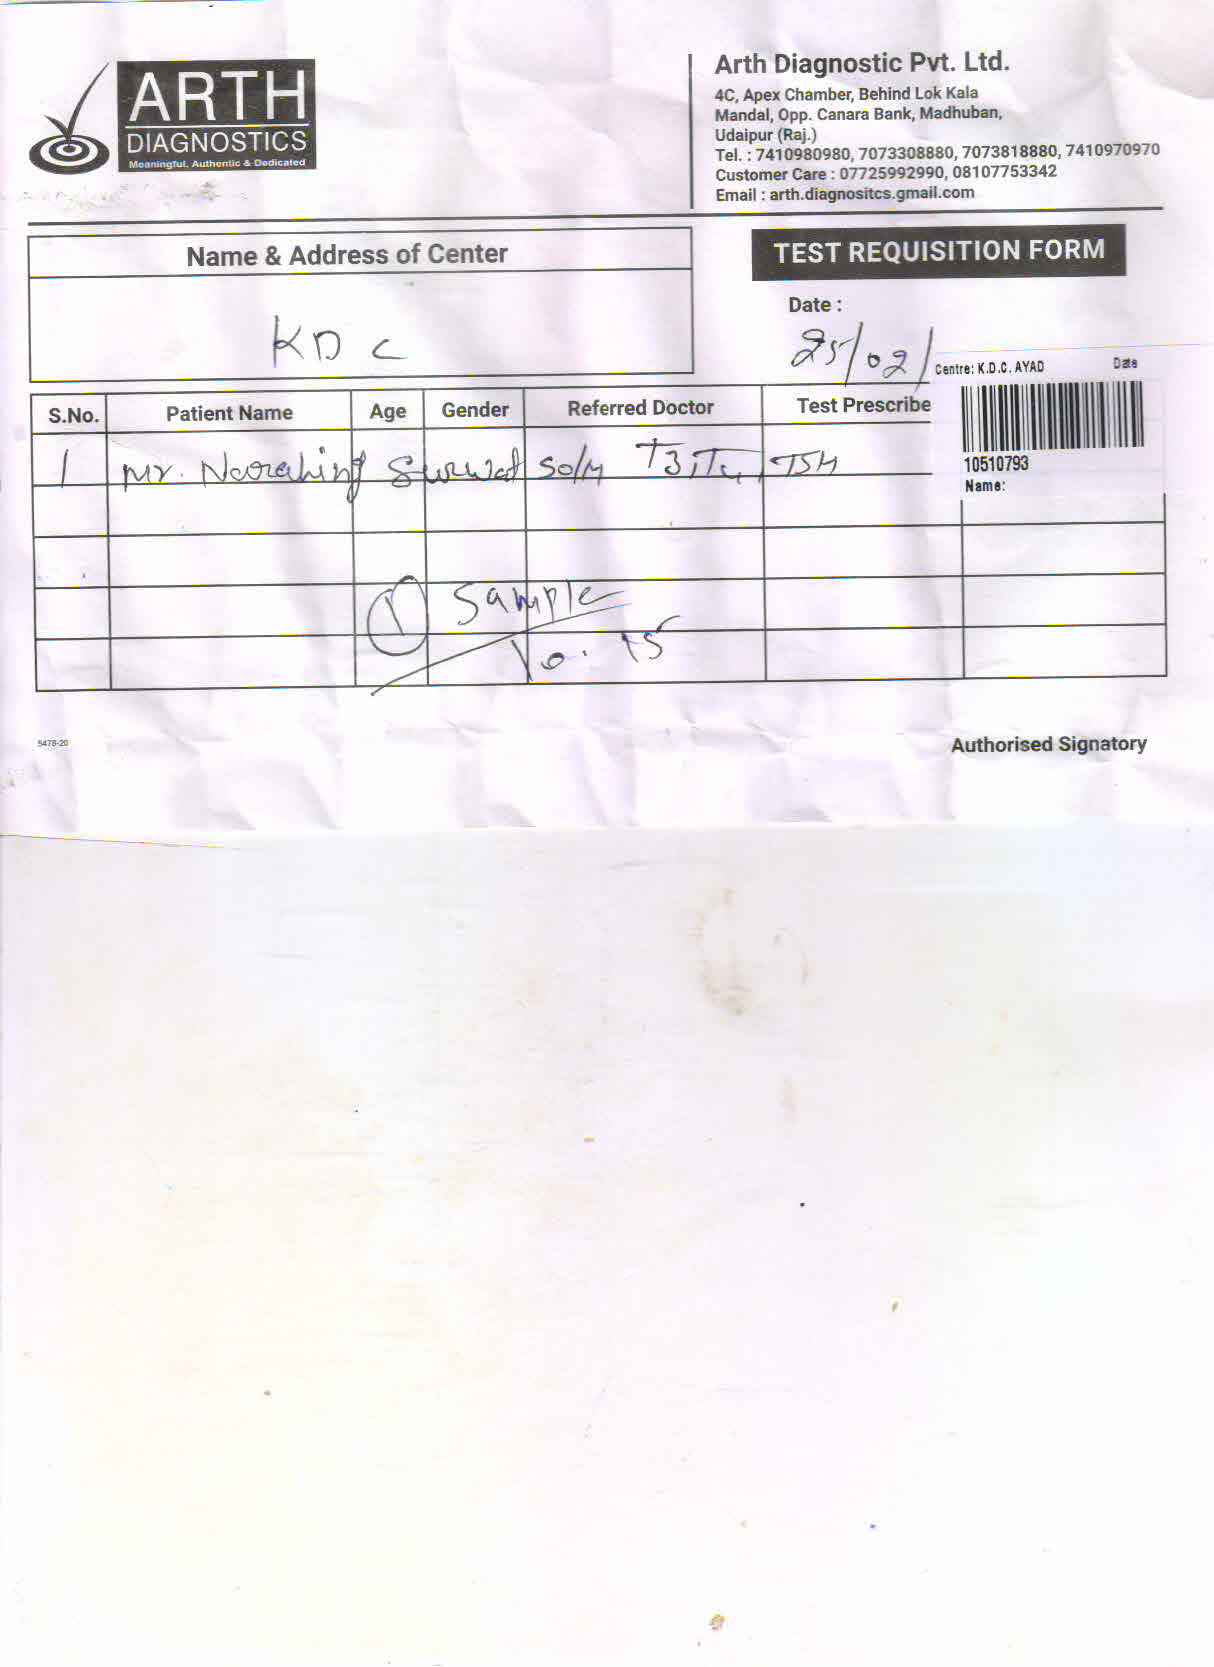 ARTH
DIAGNOSTICS
Meaningful, Authentic & Dedicated
Arth Diagnostic Pvt. Ltd.
4C, Apex Chamber, Behind Lok Kala
Mandal, Opp. Canara Bank, Madhuban,
Udaipur (Raj.)
Tel. : 7410980980, 7073308880, 7073818880, 7410970970
Customer Care : 07725992990, 08107753342
Email : arth.diagnositcs.gmail.com
Name & Address of Center
KDC
TEST REQUISITION FORM
Date :
25/02/
Centre: K.D.C. AYAD Date
10510793
Name:
S.No. Patient Name Age Gender Referred Doctor Test Prescribe
1 Mr. 50/M T3,T4,TSH
1 Sample
10.15
5478-20
Authorised Signatory